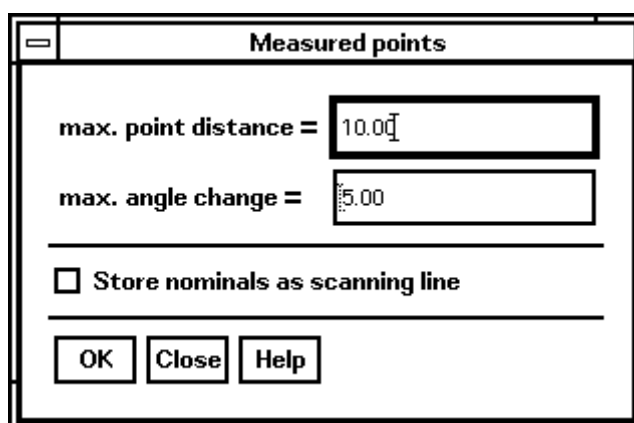 Measured points
max. point distance = 10.00
max. angle change = 5.00
Store nominals as scanning line
OK Close Help